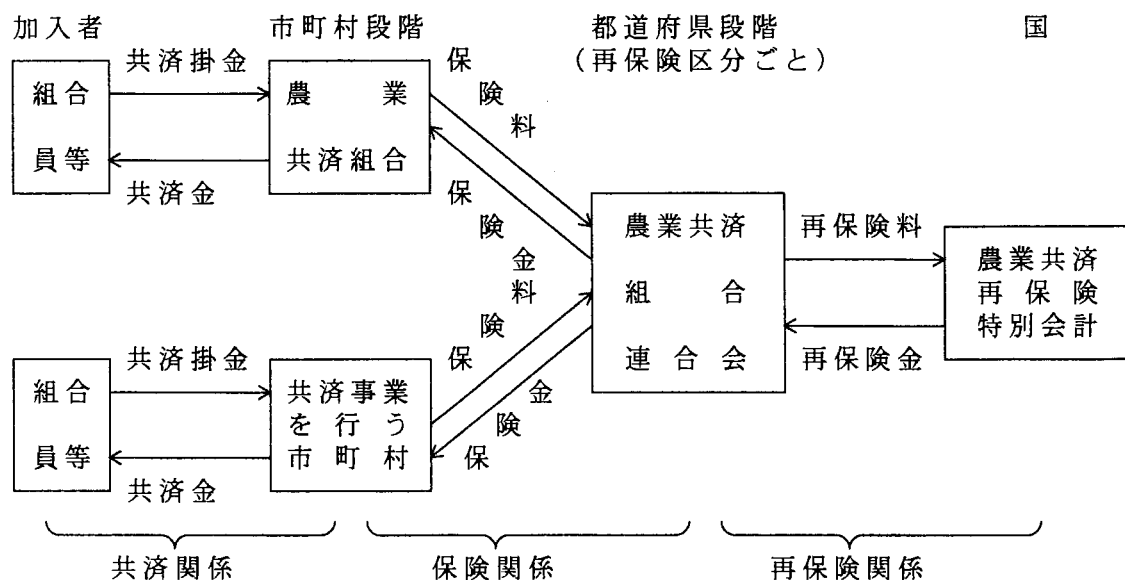 加入者
市町村段階
都道府県段階
(再保険区分ごと)
国
組合
員等
共済掛金
共済金
農業
共済組合
保険料
保険金
組合
員等
共済掛金
共済金
共済事業
を行う
市町村
保険料
保険金
農業共済
組合
連合会
再保険料
再保険金
農業共済
再保険
特別会計
共済関係
保険関係
再保険関係